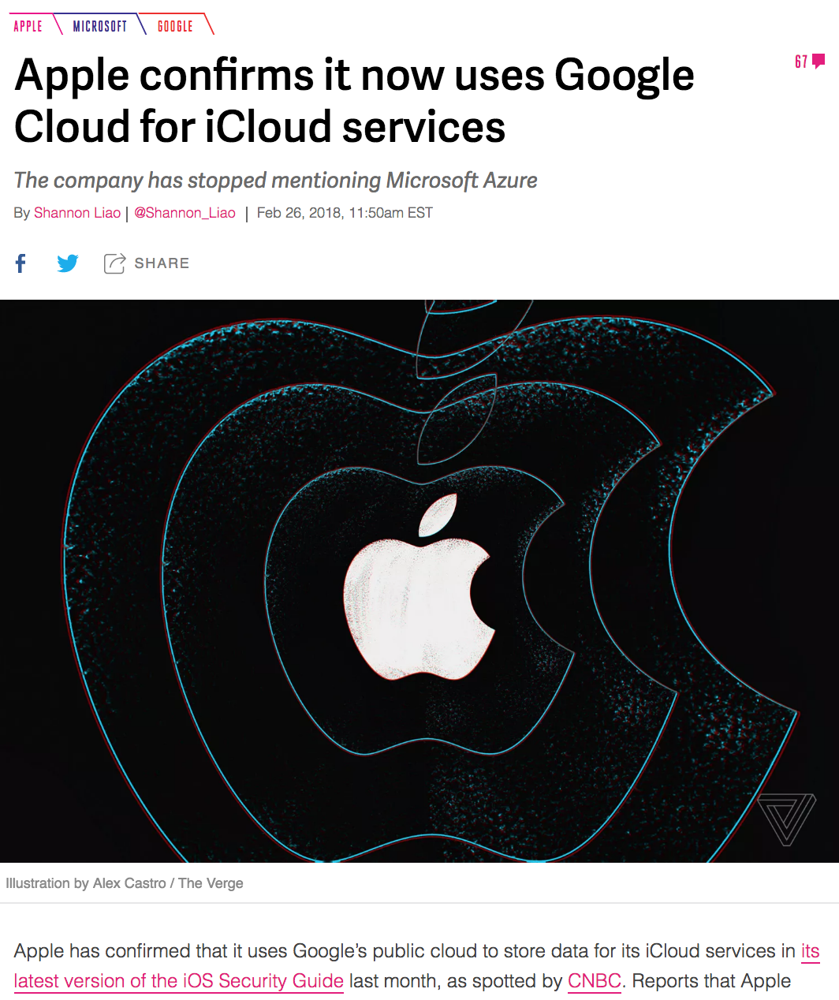 APPLE MICROSOFT GOOGLE
Apple confirms it now uses Google
67
Cloud for iCloud services
The company has stopped mentioning Microsoft Azure
By Shannon Liao | @Shannon_Liao | Feb 26, 2018, 11:50am EST
SHARE
Illustration by Alex Castro / The Verge
Apple has confirmed that it uses Google’s public cloud to store data for its iCloud services in its
latest version of the iOS Security Guide last month, as spotted by CNBC. Reports that Apple